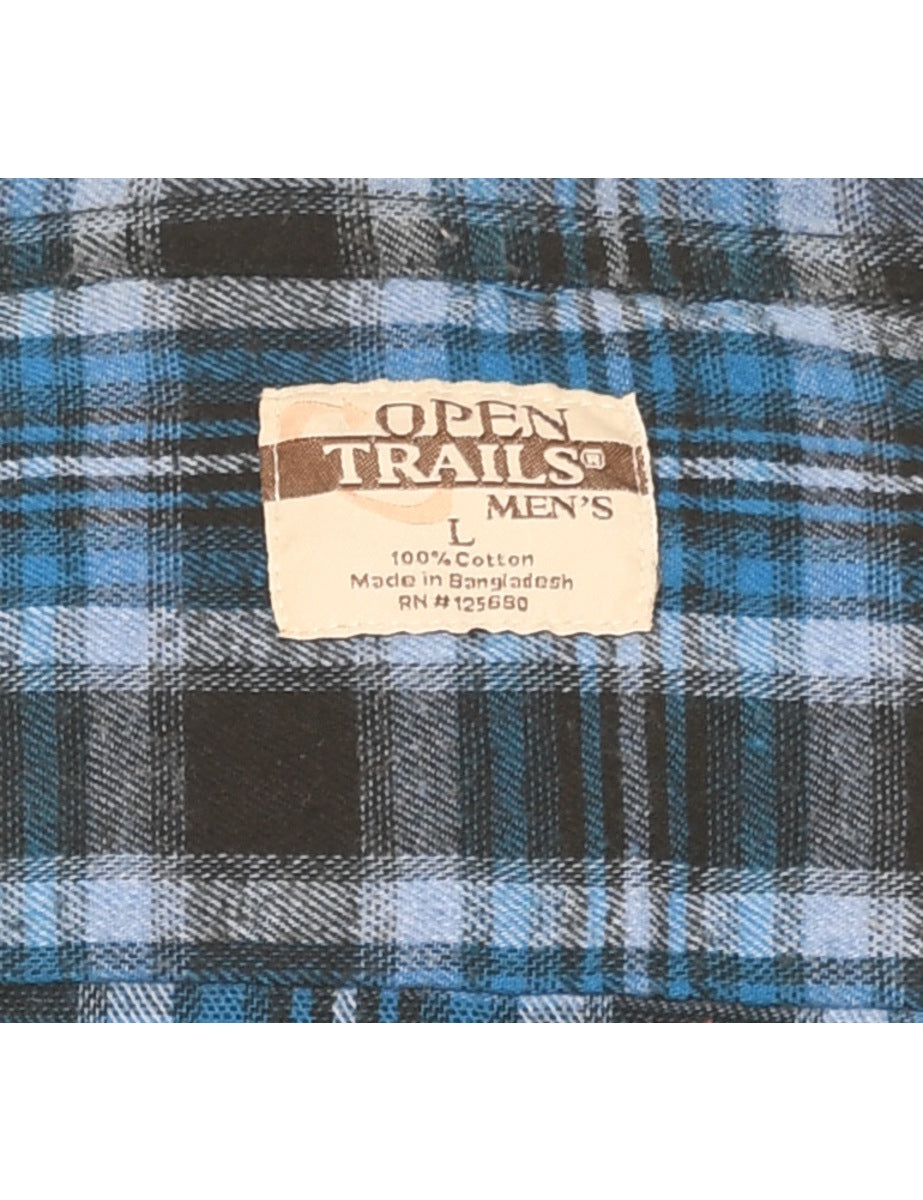 OPEN
TRAILS®
MEN'S
L
100% Cotton
Made in Bangladesh
RN # 125680